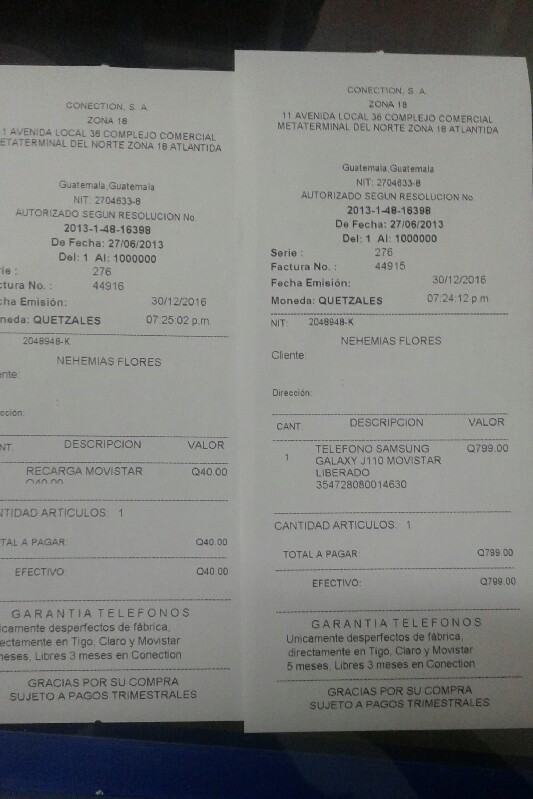 CONECTION, S. A.
ZONA 18
1 AVENIDA LOCAL 36 COMPLEJO COMERCIAL
ETATERMINAL DEL NORTE ZONA 18 ATLANTIDA
Guatemala,Guatemala
NIT: 2704633-8
AUTORIZADO SEGUN RESOLUCION No.
2013-1-48-16398
De Fecha: 27/06/2013
Del: 1 Al: 1000000
rie : 276
ctura No. : 44916
cha Emisión: 30/12/2016
neda: QUETZALES 07:25:02 p.m.
2048948-K
NEHEMIAS FLORES
ente:
cción:
NT. DESCRIPCION VALOR
RECARGA MOVISTAR Q40.00
Q40.00
NTIDAD ARTICULOS: 1
TAL A PAGAR: Q40.00
EFECTIVO: Q40.00
GARANTIA TELEFONOS
icamente desperfectos de fábrica,
ectamente en Tigo, Claro y Movistar
meses, Libres 3 meses en Conection
GRACIAS POR SU COMPRA
SUJETO A PAGOS TRIMESTRALES
CONECTION, S. A.
ZONA 18
11 AVENIDA LOCAL 36 COMPLEJO COMERCIAL
METATERMINAL DEL NORTE ZONA 18 ATLANTIDA
Guatemala,Guatemala
NIT: 2704633-8
AUTORIZADO SEGUN RESOLUCION No.
2013-1-48-16398
De Fecha: 27/06/2013
Del: 1 Al: 1000000
Serie : 276
Factura No. : 44915
Fecha Emisión: 30/12/2016
Moneda: QUETZALES 07:24:12 p.m.
NIT: 2048948-K
NEHEMIAS FLORES
Cliente:
Dirección:
CANT. DESCRIPCION VALOR
1 TELEFONO SAMSUNG Q799.00
GALAXY J110 MOVISTAR
LIBERADO
354728080014630
CANTIDAD ARTICULOS: 1
TOTAL A PAGAR: Q799.00
EFECTIVO: Q799.00
GARANTIA TELEFONOS
Unicamente desperfectos de fábrica,
directamente en Tigo, Claro y Movistar
5 meses, Libres 3 meses en Conection
GRACIAS POR SU COMPRA
SUJETO A PAGOS TRIMESTRALES